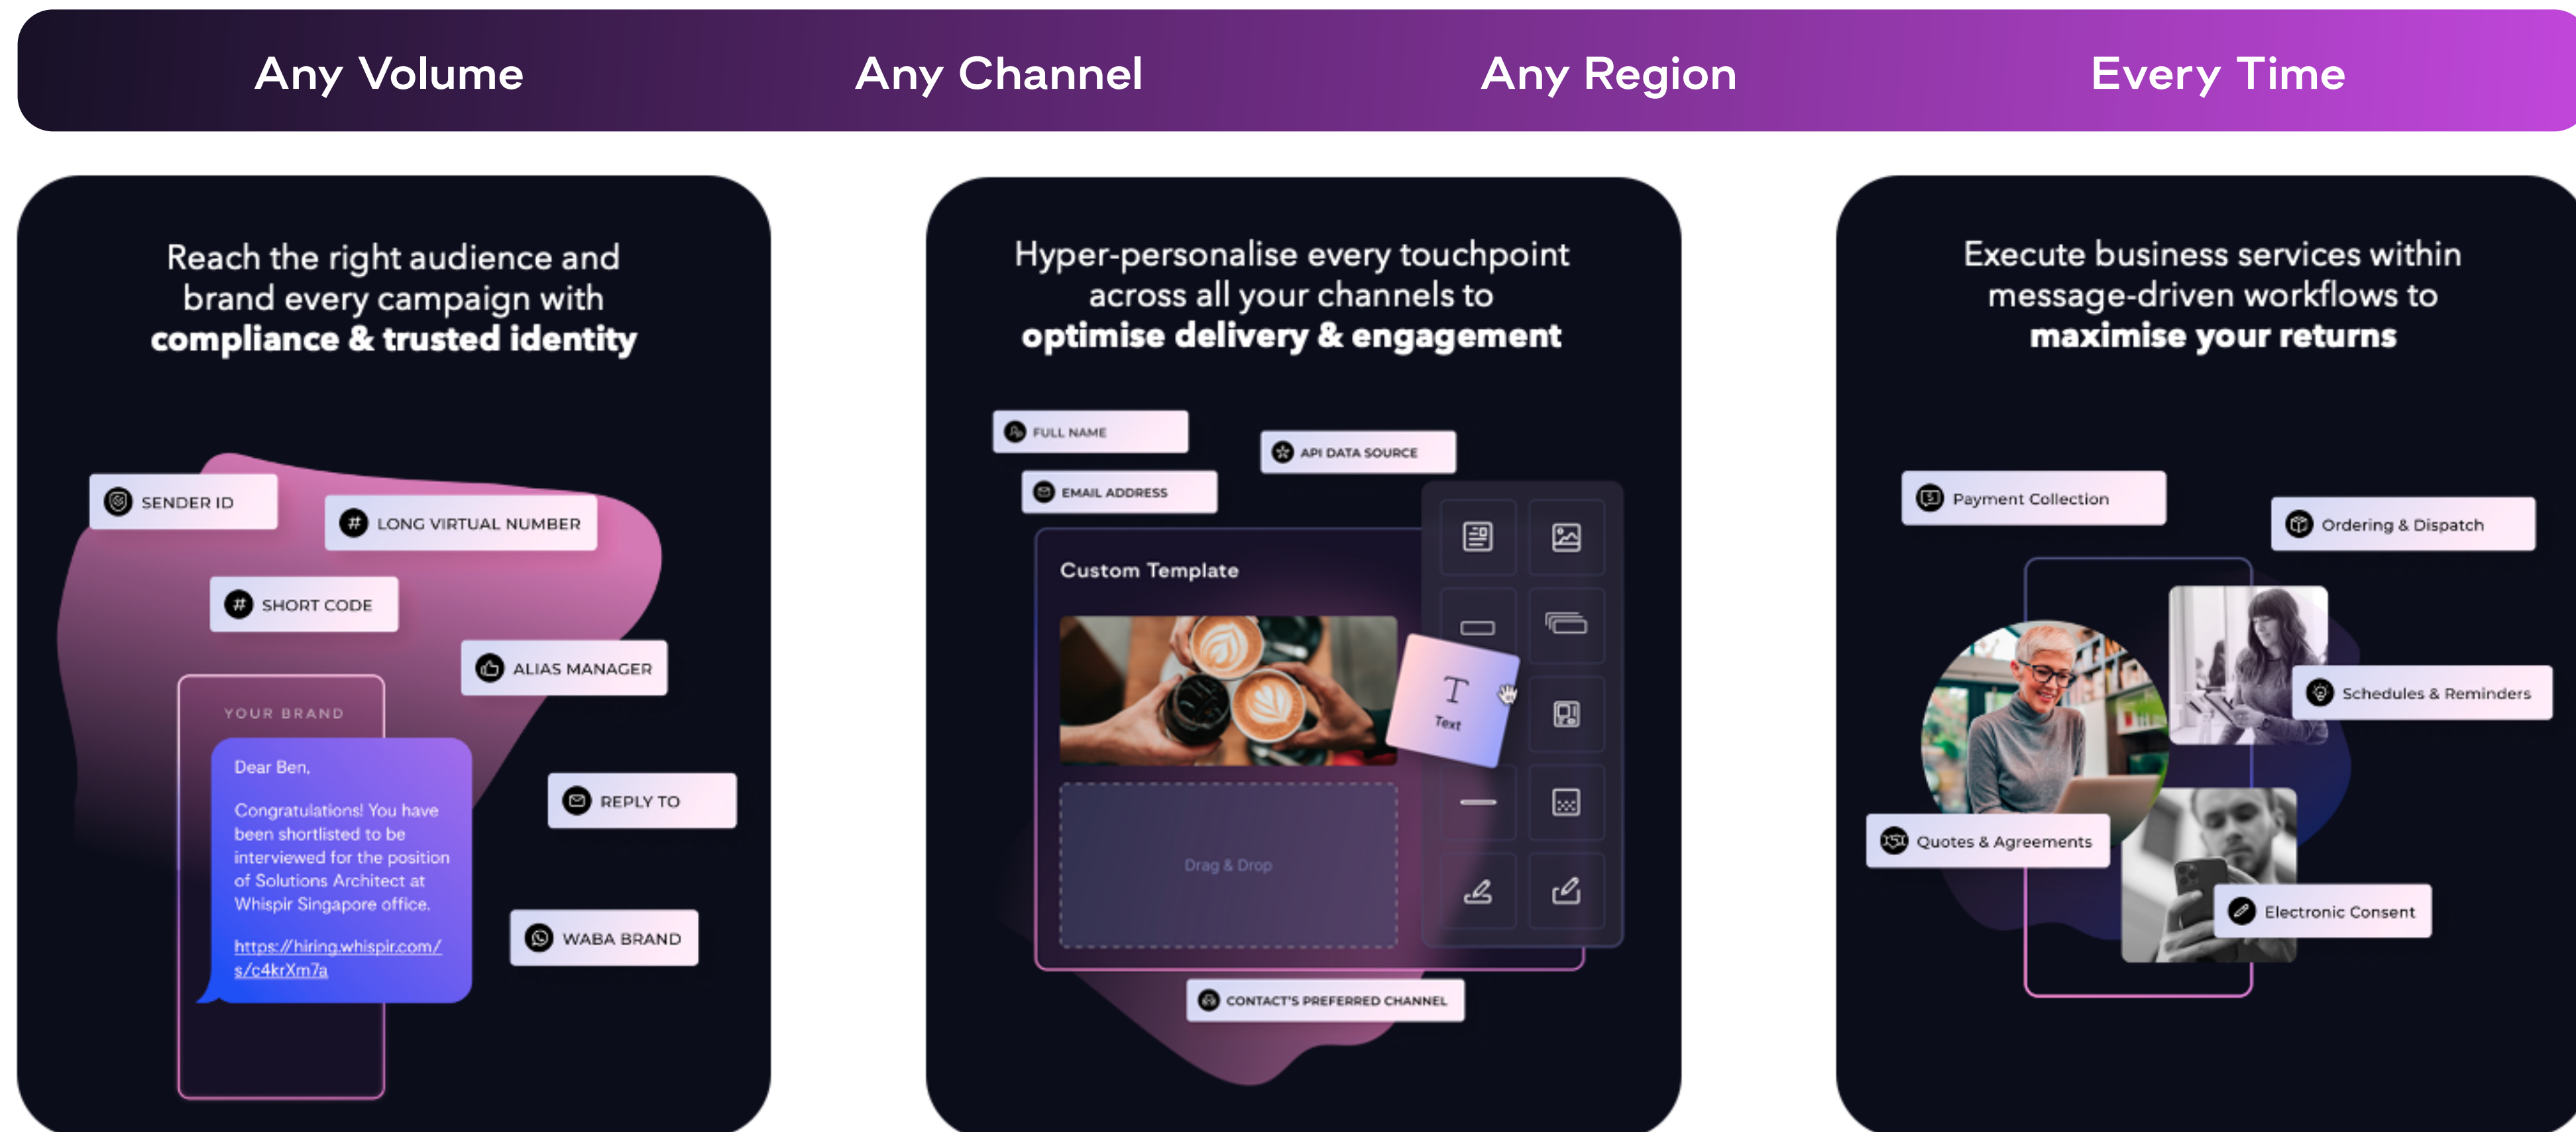 Any Volume
Any Channel
Any Region
Every Time
Reach the right audience and
brand every campaign with
compliance & trusted identity
SENDER ID
LONG VIRTUAL NUMBER
SHORT CODE
ALIAS MANAGER
YOUR BRAND
Dear Ben,
Congratulations! You have
been shortlisted to be
interviewed for the position
of Solutions Architect at
Whispir Singapore office.
https://hiring.whispir.com/
s/c4krXm7a
REPLY TO
WABA BRAND
Hyper-personalise every touchpoint
across all your channels to
optimise delivery & engagement
FULL NAME
API DATA SOURCE
EMAIL ADDRESS
Custom Template
T
Text
Drag & Drop
CONTACT'S PREFERRED CHANNEL
Execute business services within
message-driven workflows to
maximise your returns
Payment Collection
Ordering & Dispatch
Schedules & Reminders
Quotes & Agreements
Electronic Consent